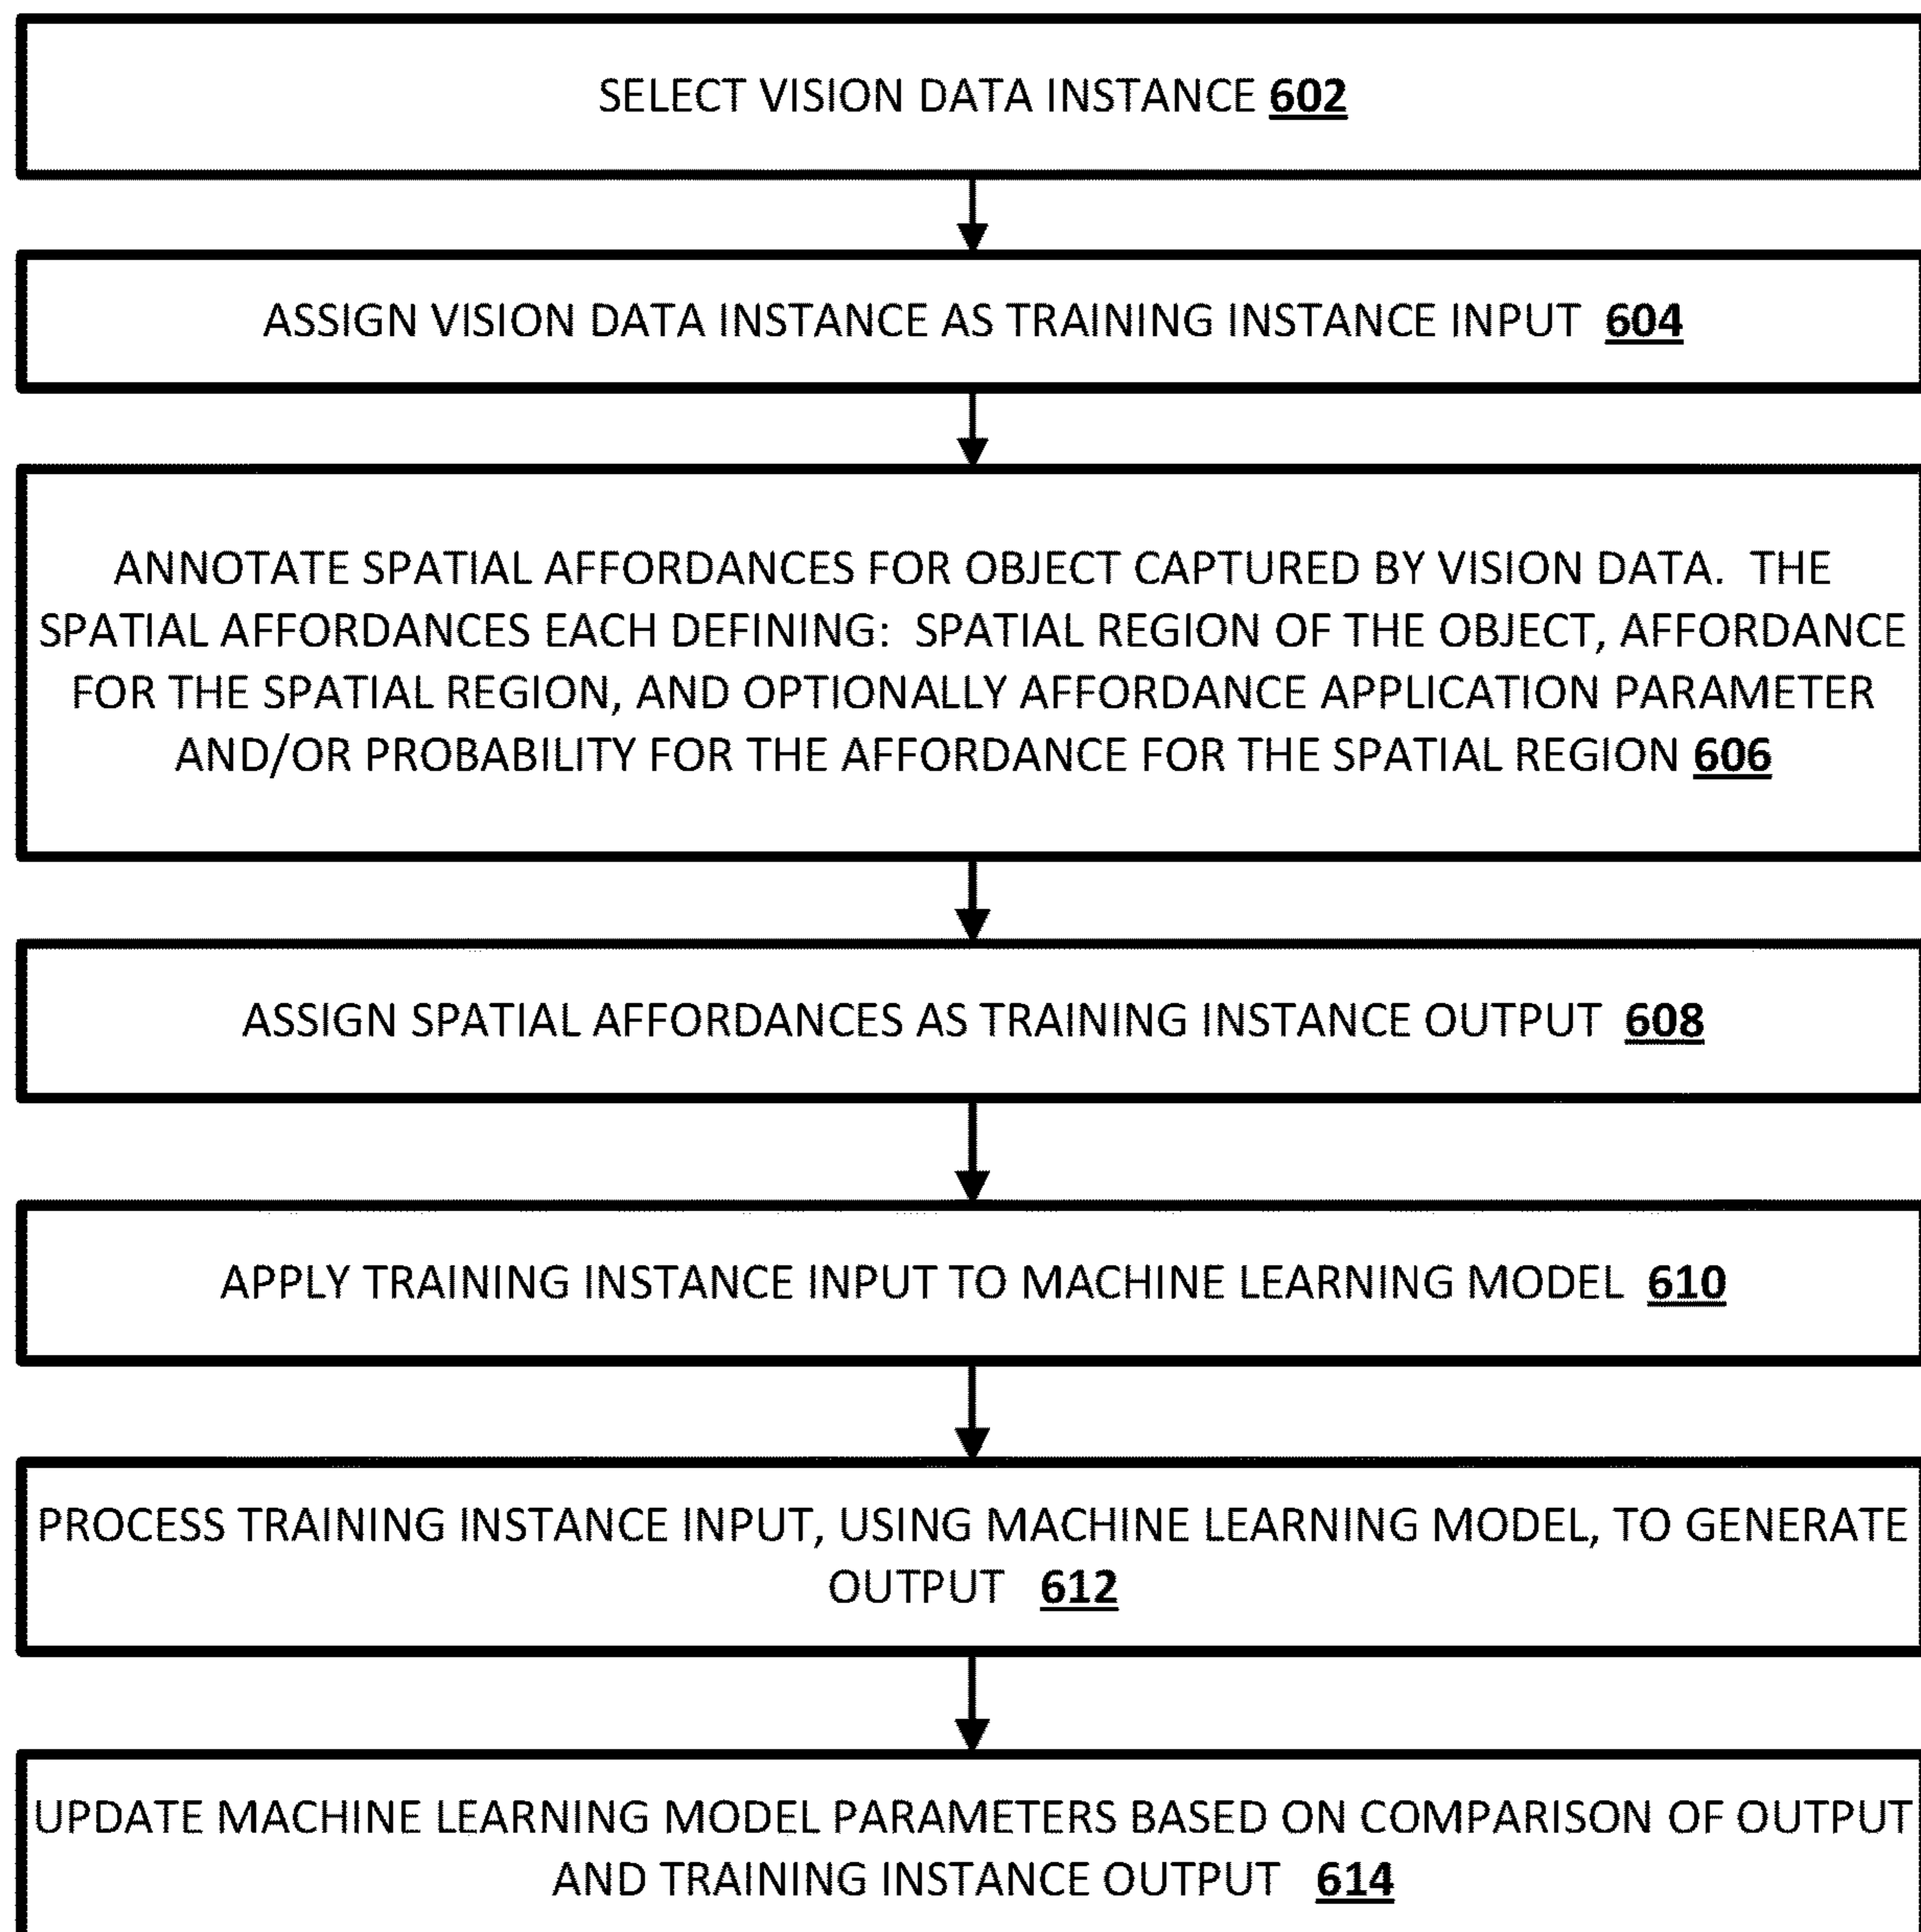 SELECT VISION DATA INSTANCE 602
ASSIGN VISION DATA INSTANCE AS TRAINING INSTANCE INPUT 604
ANNOTATE SPATIAL AFFORDANCES FOR OBJECT CAPTURED BY VISION DATA. THE
SPATIAL AFFORDANCES EACH DEFINING: SPATIAL REGION OF THE OBJECT, AFFORDANCE
FOR THE SPATIAL REGION, AND OPTIONALLY AFFORDANCE APPLICATION PARAMETER
AND/OR PROBABILITY FOR THE AFFORDANCE FOR THE SPATIAL REGION 606
ASSIGN SPATIAL AFFORDANCES AS TRAINING INSTANCE OUTPUT 608
APPLY TRAINING INSTANCE INPUT TO MACHINE LEARNING MODEL 610
PROCESS TRAINING INSTANCE INPUT, USING MACHINE LEARNING MODEL, TO GENERATE
OUTPUT 612
UPDATE MACHINE LEARNING MODEL PARAMETERS BASED ON COMPARISON OF OUTPUT
AND TRAINING INSTANCE OUTPUT 614